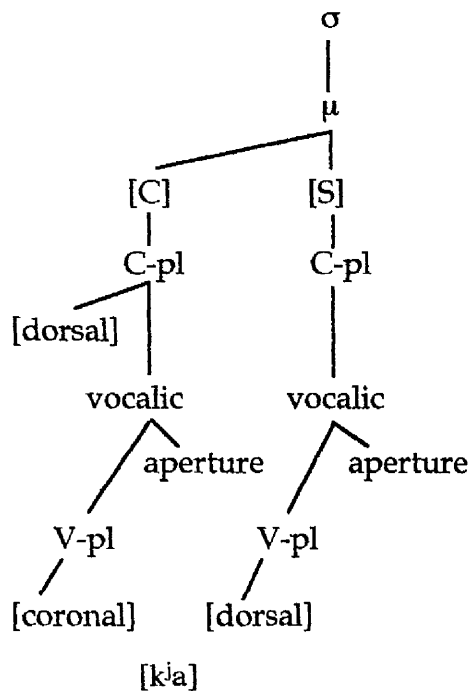 σ
μ
[C] [S]
C-pl C-pl
[dorsal]
vocalic vocalic
aperture aperture
V-pl V-pl
[coronal] [dorsal]
[kʲa]